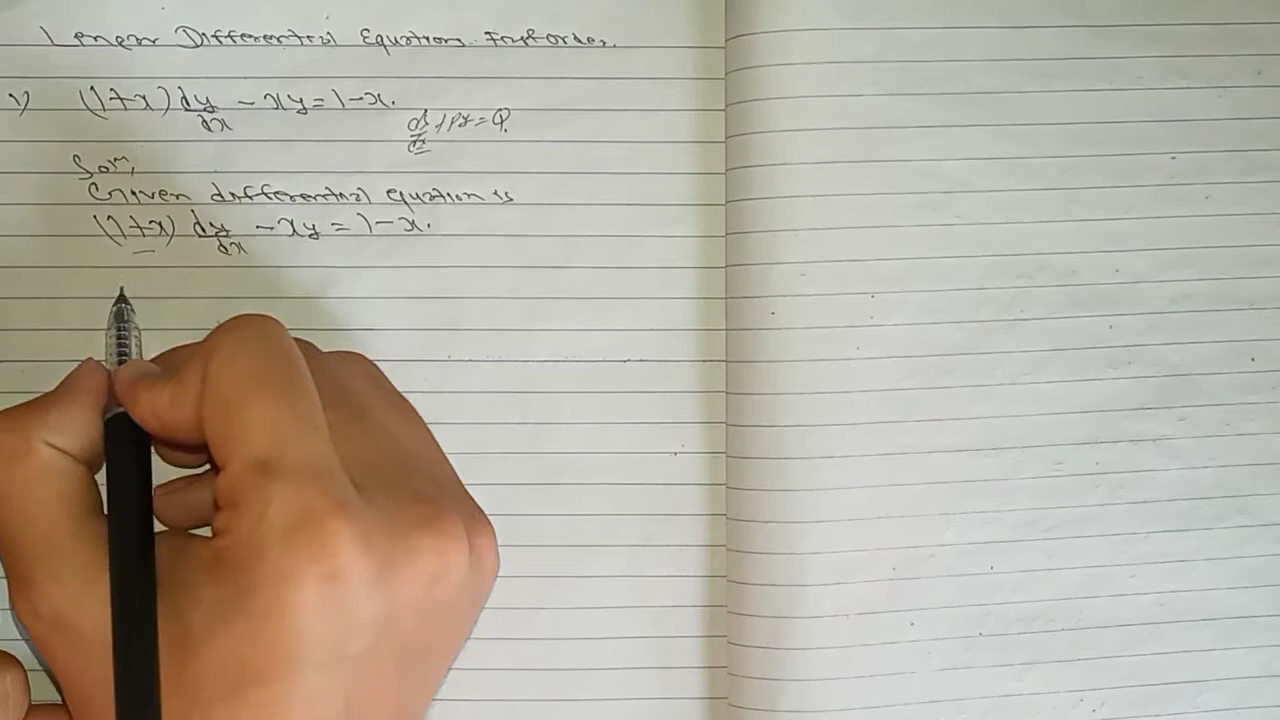 Linear Differential Equations First order.
1) (1+x) dy/dx - xy = 1-x.
dy/dx + Py = Q.
Soln,
Given differential equation is
(1+x) dy/dx - xy = 1-x.